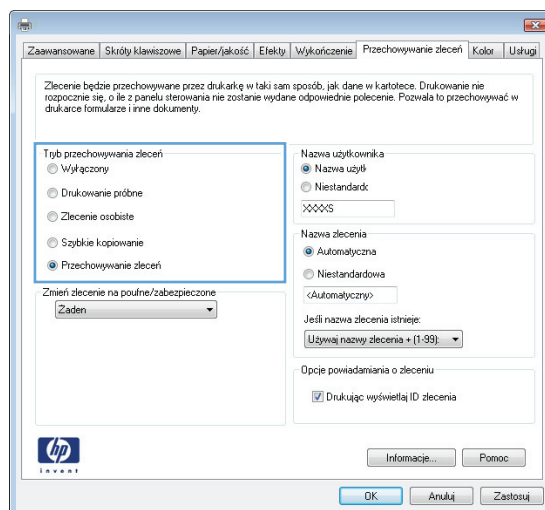 Zaawansowane Skróty klawiszowe Papier/jakość Efekty Wykończenie Przechowywanie zleceń Kolor Usługi
Zlecenie będzie przechowywane przez drukarkę w taki sam sposób, jak dane w kartotece. Drukowanie nie
rozpocznie się, o ile z panelu sterowania nie zostanie wydane odpowiednie polecenie. Pozwala to przechowywać w
drukarce formularze i inne dokumenty.
Tryb przechowywania zleceń
Wyłączony
Drukowanie próbne
Zlecenie osobiste
Szybkie kopiowanie
Przechowywanie zleceń
Zmień zlecenie na poufne/zabezpieczone
Żaden
Nazwa użytkownika
Nazwa użytk
Niestandardc
XXXXS
Nazwa zlecenia
Automatyczna
Niestandardowa
<Automatyczny>
Jeśli nazwa zlecenia istnieje:
Używaj nazwy zlecenia + (1-99):
Opcje powiadamiania o zleceniu
Drukując wyświetlaj ID zlecenia
hp
invent
Informacje... Pomoc
OK Anuluj Zastosuj